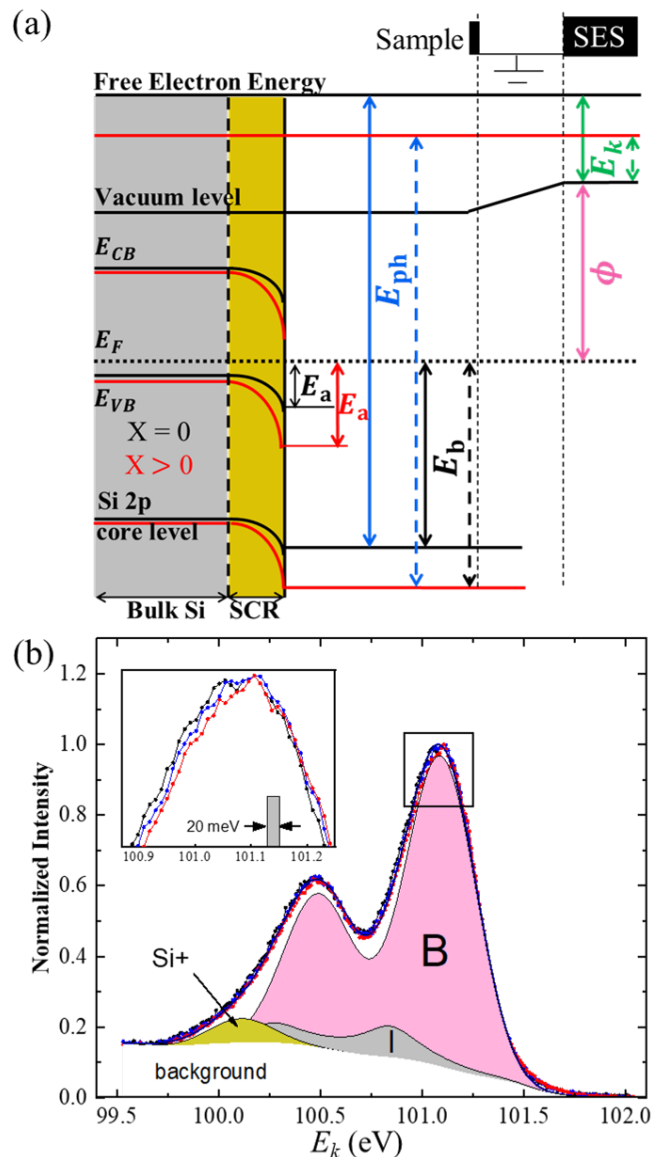 (a)
Sample
SES
Free Electron Energy
E_k
Vacuum level
E_CB
E_ph
ϕ
E_F
E_a
E_a
E_VB
E_b
X = 0
X > 0
Si 2p
core level
Bulk Si
SCR
(b)
1.2
1.0
0.8
0.6
0.4
0.2
0.0
Normalized Intensity
20 meV
100.9
101.0
101.1
101.2
B
Si+
I
background
99.5
100.0
100.5
101.0
101.5
102.0
E_k (eV)